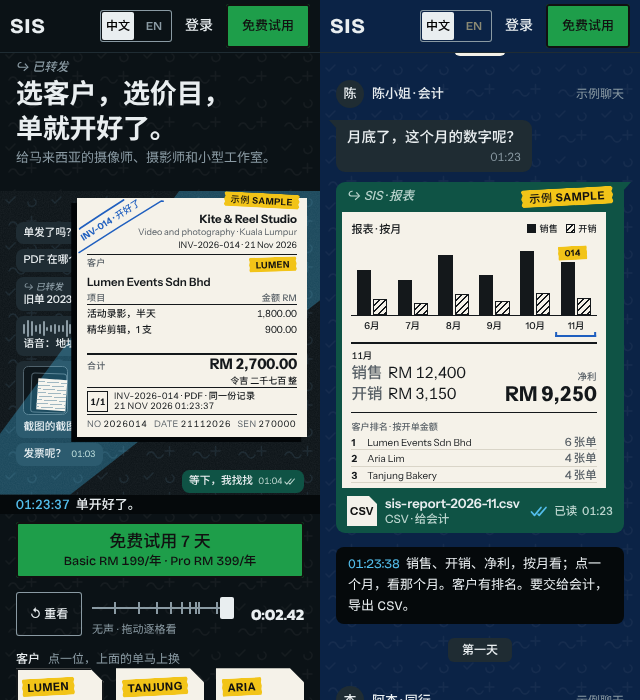 SIS
中文 EN
登录
免费试用
↪ 已转发
选客户，选价目，
单就开好了。
给马来西亚的摄像师、摄影师和小型工作室。
单发了吗？
PDF 在哪
↪ 已转发
旧单 2023
语音：地址
截图的截图
发票呢？ 01:03
示例 SAMPLE
INV-014·开好了
Kite & Reel Studio
Video and photography · Kuala Lumpur
INV-2026-014 · 21 Nov 2026
客户
LUMEN
Lumen Events Sdn Bhd
项目 金额 RM
活动录影，半天 1,800.00
精华剪辑，1 支 900.00
合计 RM 2,700.00
令吉 二千七百 整
1/1
INV-2026-014 · PDF · 同一份记录
21 NOV 2026 01:23:37
NO 2026014 DATE 21112026 SEN 270000
等下，我找找 01:04
01:23:37 单开好了。
免费试用 7 天
Basic RM 199/年 · Pro RM 399/年
↺ 重看
无声 · 拖动逐格看
0:02.42
客户 点一位，上面的单马上换
LUMEN
TANJUNG
ARIA
SIS
中文 EN
登录
免费试用
陈
陈小姐 · 会计
示例聊天
月底了，这个月的数字呢？
01:23
↪ SIS · 报表
示例 SAMPLE
报表 · 按月
销售 开销
014
6月 7月 8月 9月 10月 11月
11月
销售 RM 12,400
开销 RM 3,150
净利
RM 9,250
客户排名 · 按开单金额
1 Lumen Events Sdn Bhd 6 张单
2 Aria Lim 4 张单
3 Tanjung Bakery 4 张单
CSV
sis-report-2026-11.csv
CSV · 给会计
已读 01:23
01:23:38 销售、开销、净利，按月看；点一
个月，看那个月。客户有排名。要交给会计，
导出 CSV。
第一天
示例聊天